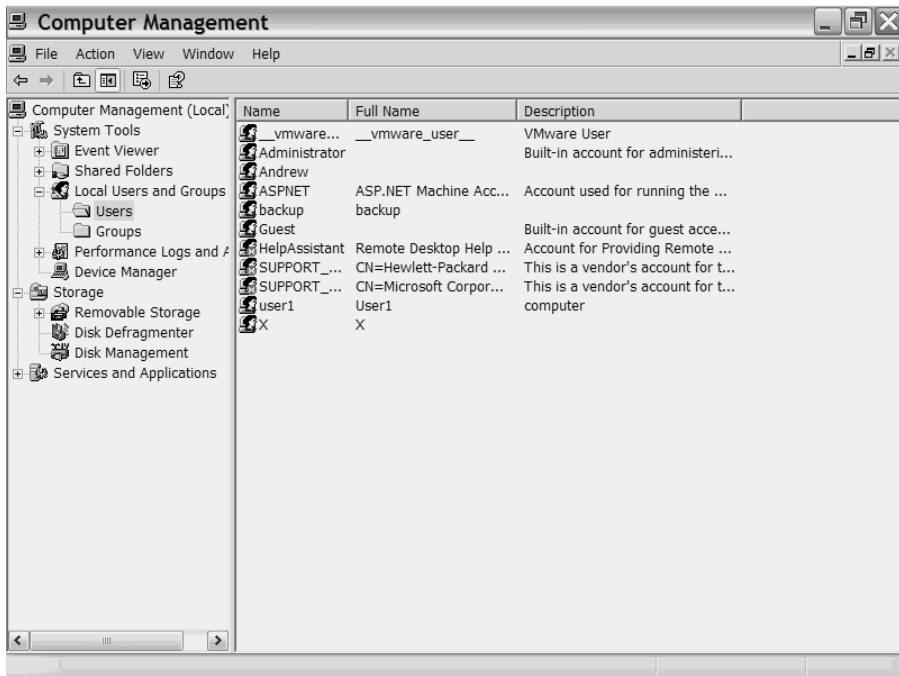 Computer Management
File Action View Window Help
Computer Management (Local)
System Tools
Event Viewer
Shared Folders
Local Users and Groups
Users
Groups
Performance Logs and A
Device Manager
Storage
Removable Storage
Disk Defragmenter
Disk Management
Services and Applications
Name Full Name Description
__vmware... __vmware_user__ VMware User
Administrator Built-in account for administeri...
Andrew
ASPNET ASP.NET Machine Acc... Account used for running the ...
backup backup
Guest Built-in account for guest acce...
HelpAssistant Remote Desktop Help ... Account for Providing Remote ...
SUPPORT_... CN=Hewlett-Packard ... This is a vendor's account for t...
SUPPORT_... CN=Microsoft Corpor... This is a vendor's account for t...
user1 User1 computer
X X